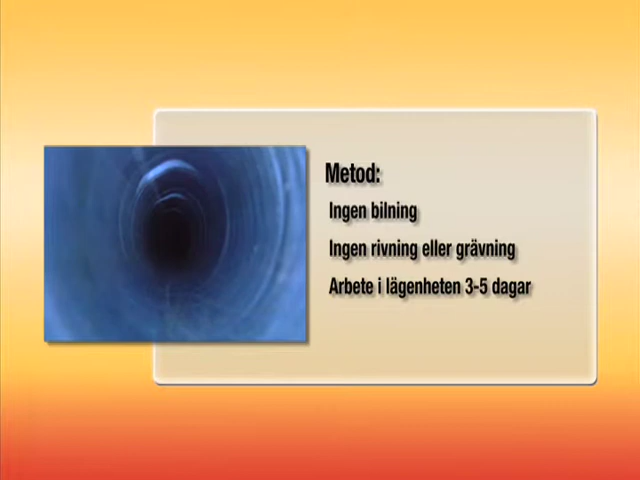 Metod:
Ingen bilning
Ingen rivning eller grävning
Arbete i lägenheten 3-5 dagar